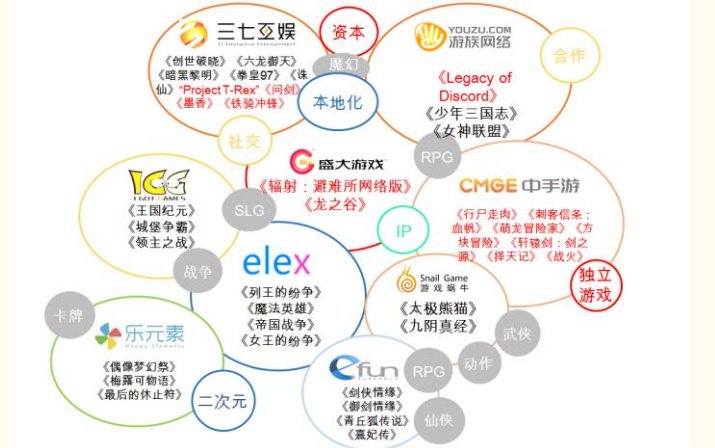 三七互娱
37 Interactive Entertainment
《创世破晓》《六龙御天》
《暗黑黎明》《拳皇97》《诛
仙》“Project T-Rex”《问剑》
《墨香》《铁骑冲锋》
资本
魔幻
本地化
社交
YOUZU.COM
游族网络
合作
《Legacy of
Discord》
《少年三国志》
《女神联盟》
RPG
盛大游戏
《辐射：避难所网络版》
《龙之谷》
IGG
I GOT GAMES
《王国纪元》
《城堡争霸》
《领主之战》
SLG
IP
CMGE 中手游
《行尸走肉》《刺客信条：
血帆》《萌龙冒险家》《方
块冒险》《轩辕剑：剑之
源》《择天记》《战火》
独立
游戏
战争
elex
《列王的纷争》
《魔法英雄》
《帝国战争》
《女王的纷争》
Snail Game
游戏蜗牛
《太极熊猫》
《九阴真经》
武侠
动作
卡牌
乐元素
Happy Elements
《偶像梦幻祭》
《梅露可物语》
《最后的休止符》
二次元
efun
RPG
《剑侠情缘》
《御剑情缘》
《青丘狐传说》
《熹妃传》
仙侠